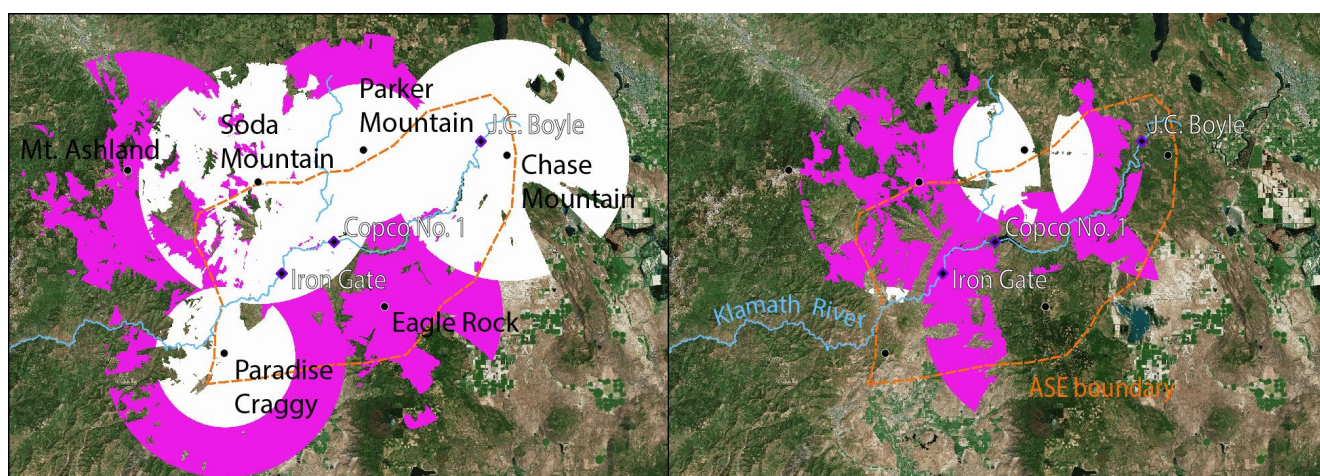 Parker
Mountain
J.C. Boyle
Soda
Mountain
Mt. Ashland
Chase
Mountain
Copco No. 1
Iron Gate
Eagle Rock
Paradise
Craggy
J.C. Boyle
Copco No. 1
Iron Gate
Klamath River
ASE boundary